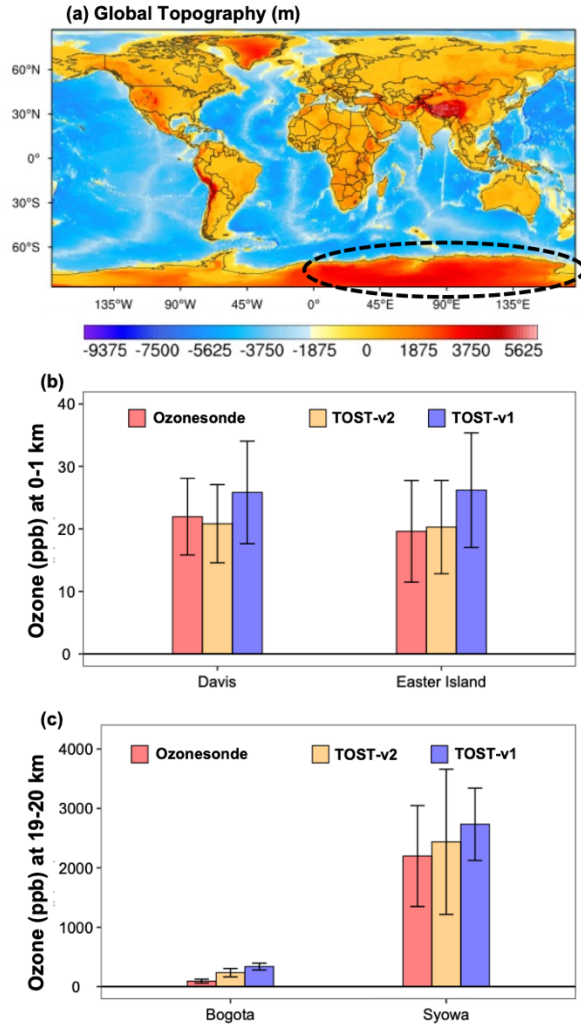 (a) Global Topography (m)
60°N
30°N
0°
30°S
60°S
135°W 90°W 45°W 0° 45°E 90°E 135°E
-9375 -7500 -5625 -3750 -1875 0 1875 3750 5625
(b)
Ozone (ppb) at 0-1 km
40
30
20
10
0
Ozonesonde TOST-v2 TOST-v1
Davis Easter Island
(c)
Ozone (ppb) at 19-20 km
4000
3000
2000
1000
0
Ozonesonde TOST-v2 TOST-v1
Bogota Syowa